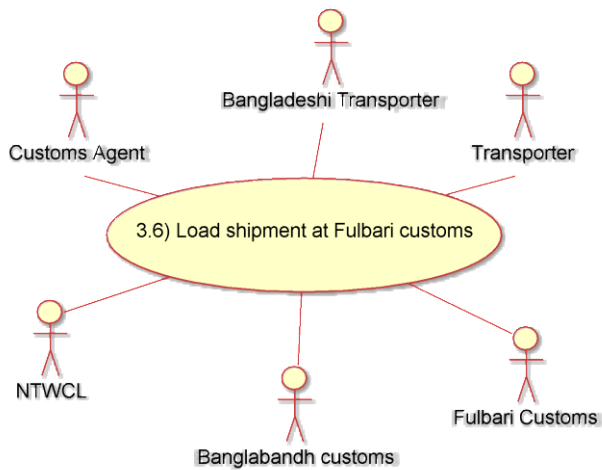 Bangladeshi Transporter
Customs Agent
Transporter
3.6) Load shipment at Fulbari customs
NTWCL
Fulbari Customs
Banglabandh customs